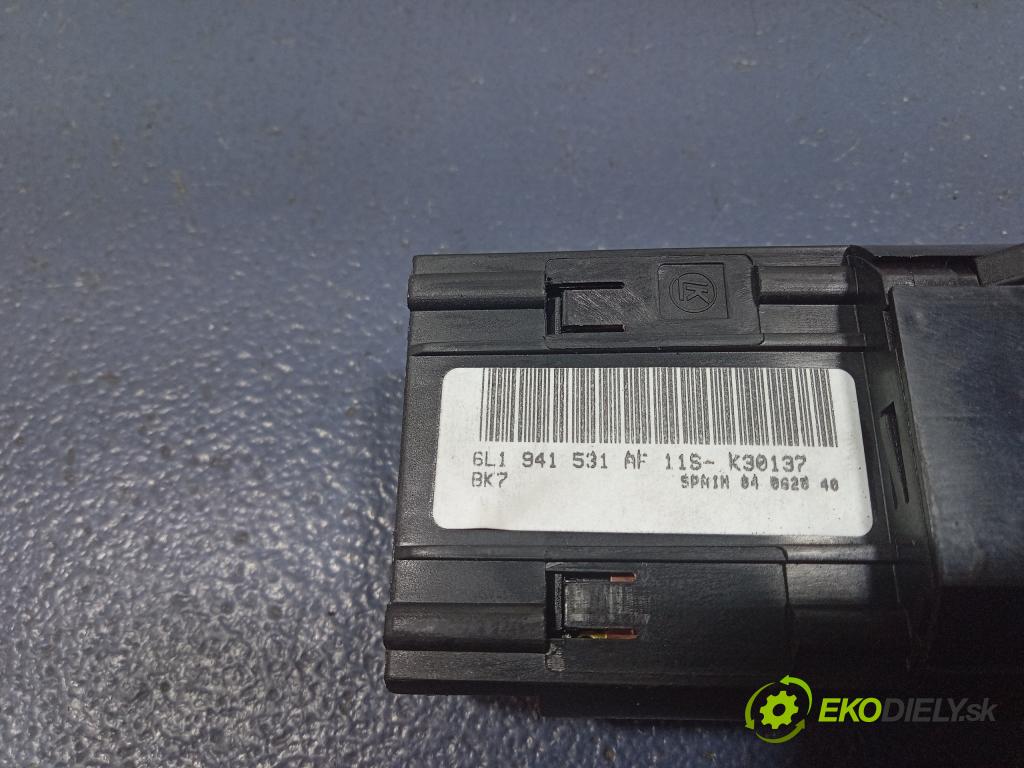 6L1 941 531 AF 11S- K30137
BK7 SPAIN 04 0620 40
EKODIELY.sk